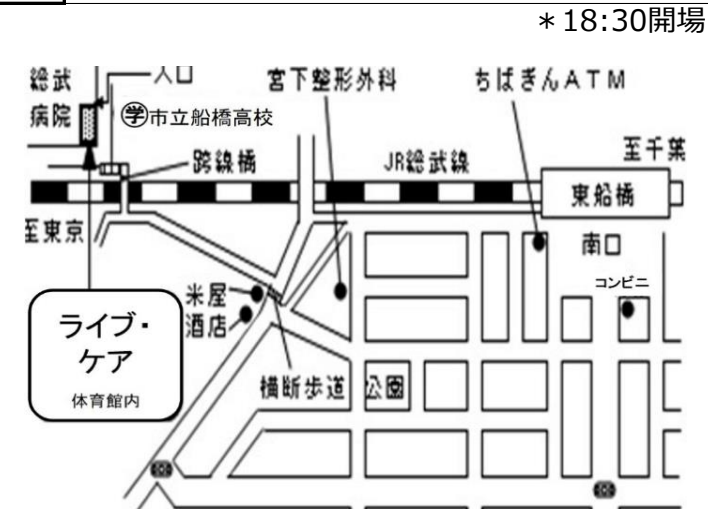 ＊18:30開場
総武
病院
入口
宮下整形外科
ちばぎんATM
学市立船橋高校
至千葉
跨線橋
JR総武線
東船橋
至東京
南口
コンビニ
米屋
酒店
ライブ・
ケア
体育館内
横断歩道
公園